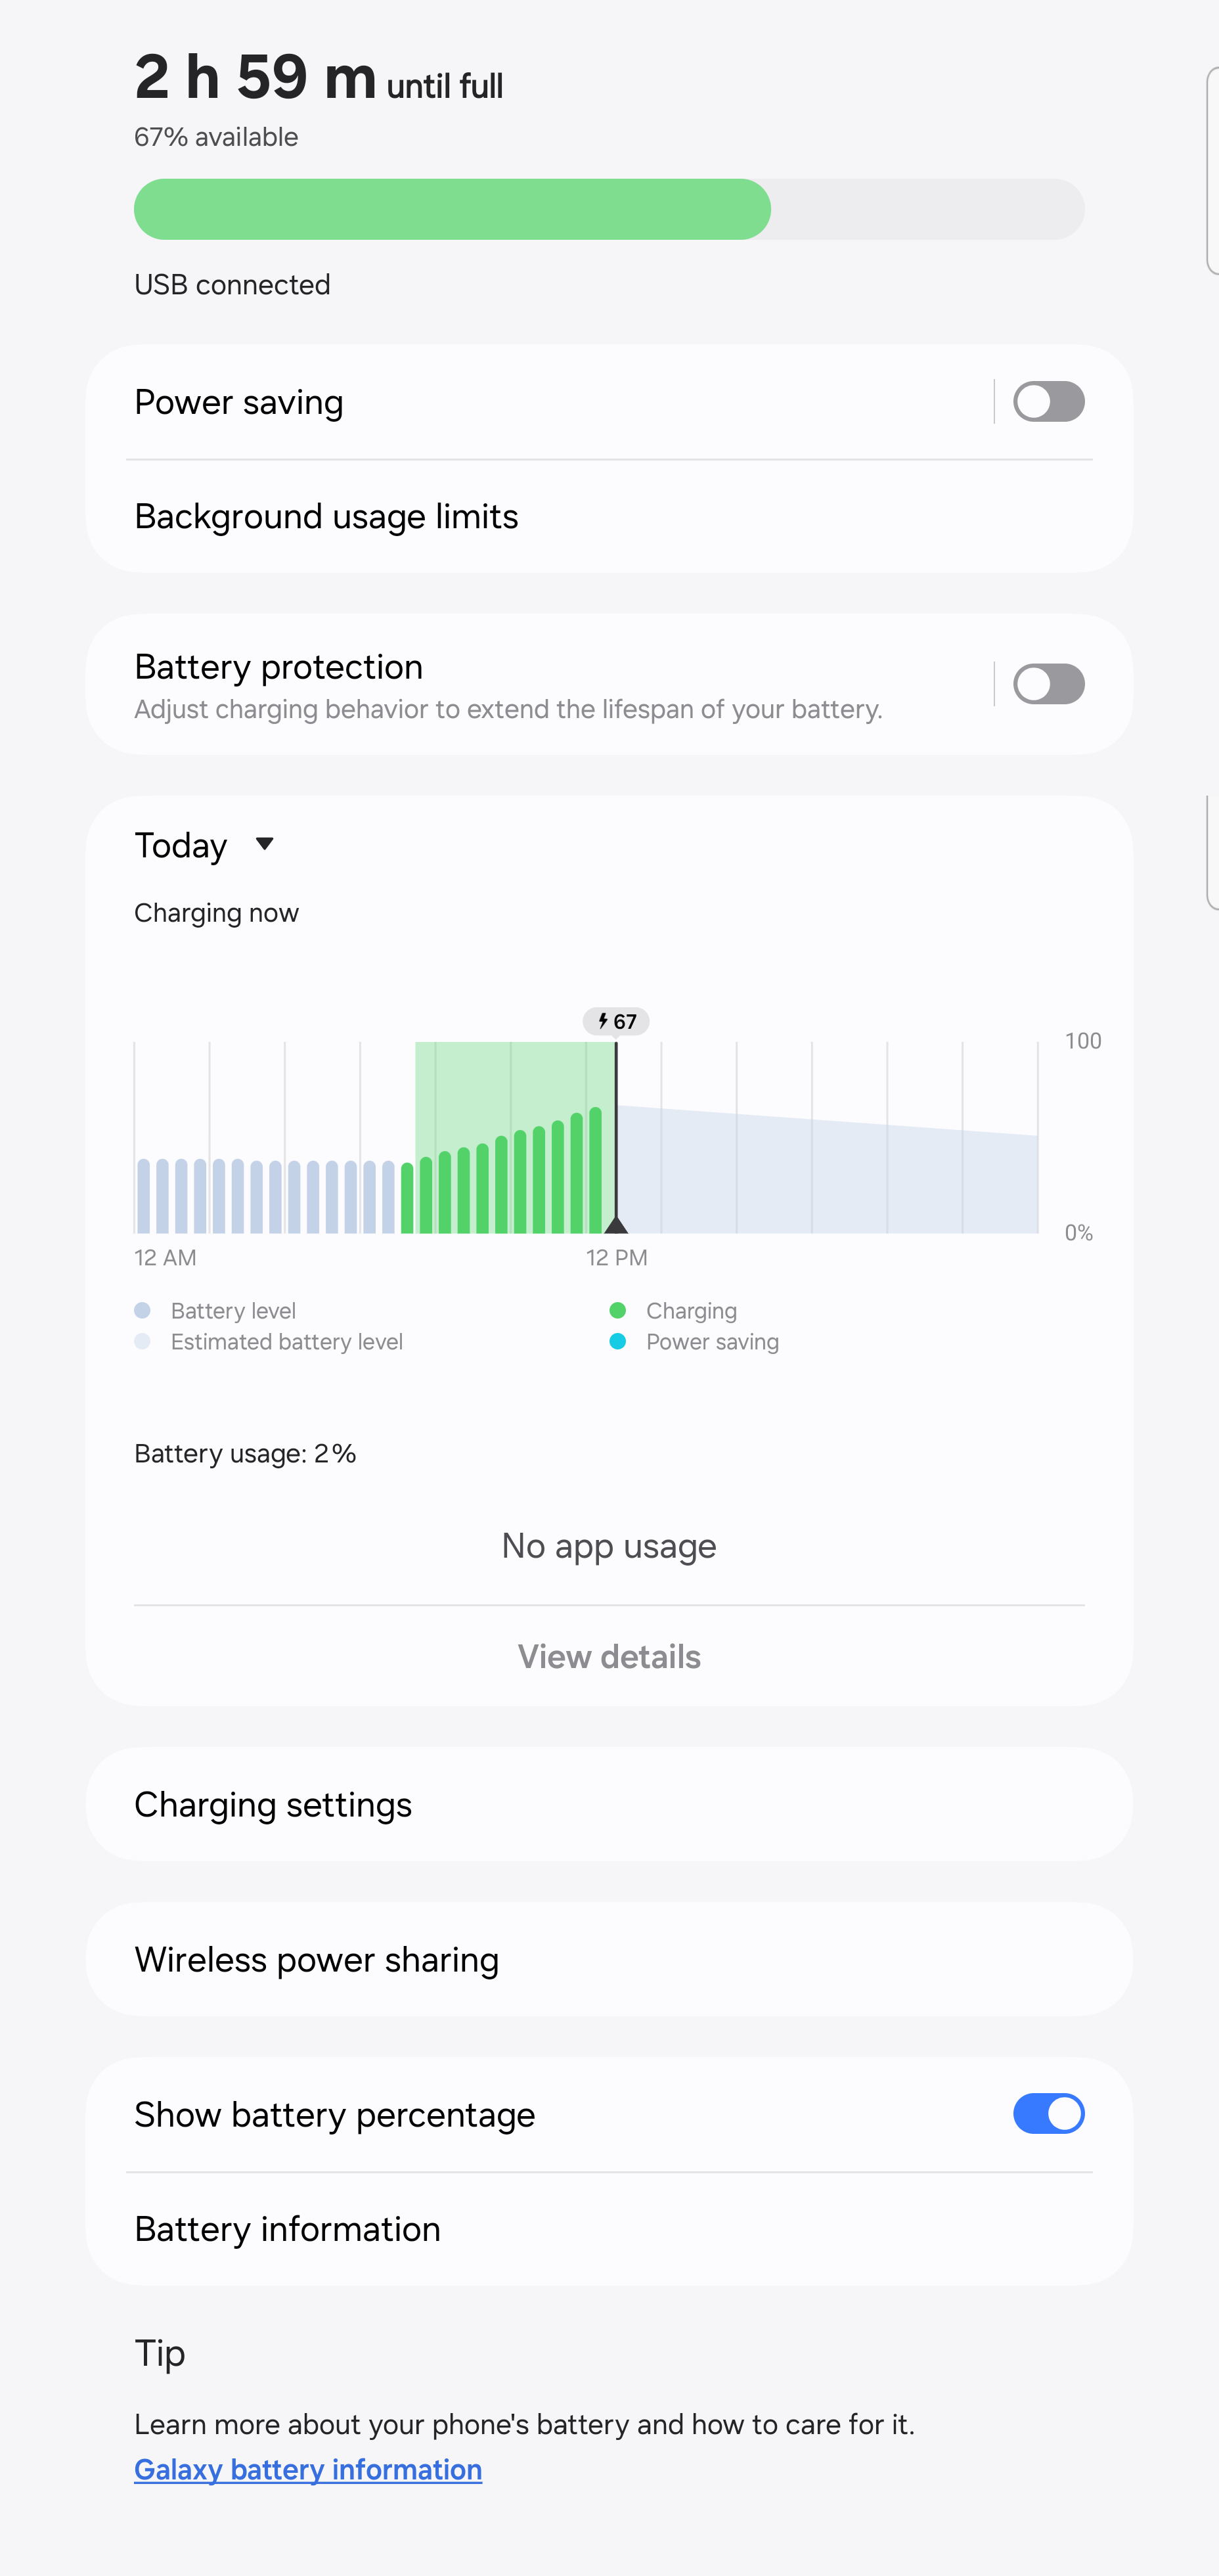 2 h 59 m until full
67% available
USB connected
Power saving
Background usage limits
Battery protection
Adjust charging behavior to extend the lifespan of your battery.
Today
Charging now
67
100
0%
12 AM
12 PM
Battery level
Charging
Estimated battery level
Power saving
Battery usage: 2%
No app usage
View details
Charging settings
Wireless power sharing
Show battery percentage
Battery information
Tip
Learn more about your phone's battery and how to care for it.
Galaxy battery information